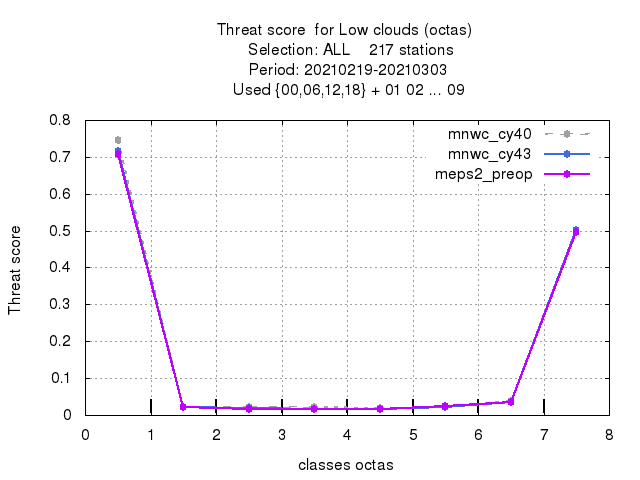 Threat score  for Low clouds (octas)
Selection: ALL    217 stations
Period: 20210219-20210303
Used {00,06,12,18} + 01 02 ... 09
mnwc_cy40
mnwc_cy43
meps2_preop
Threat score
0.8
0.7
0.6
0.5
0.4
0.3
0.2
0.1
0
0 1 2 3 4 5 6 7 8
classes octas